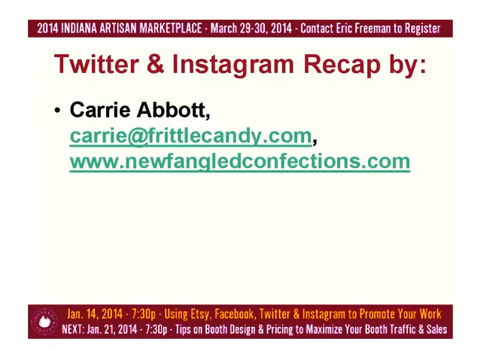 2014 INDIANA ARTISAN MARKETPLACE - March 29-30, 2014 - Contact Eric Freeman to Register
Twitter & Instagram Recap by:
• Carrie Abbott,
carrie@frittlecandy.com,
www.newfangledconfections.com
Jan. 14, 2014 - 7:30p - Using Etsy, Facebook, Twitter & Instagram to Promote Your Work
NEXT: Jan. 21, 2014 - 7:30p - Tips on Booth Design & Pricing to Maximize Your Booth Traffic & Sales